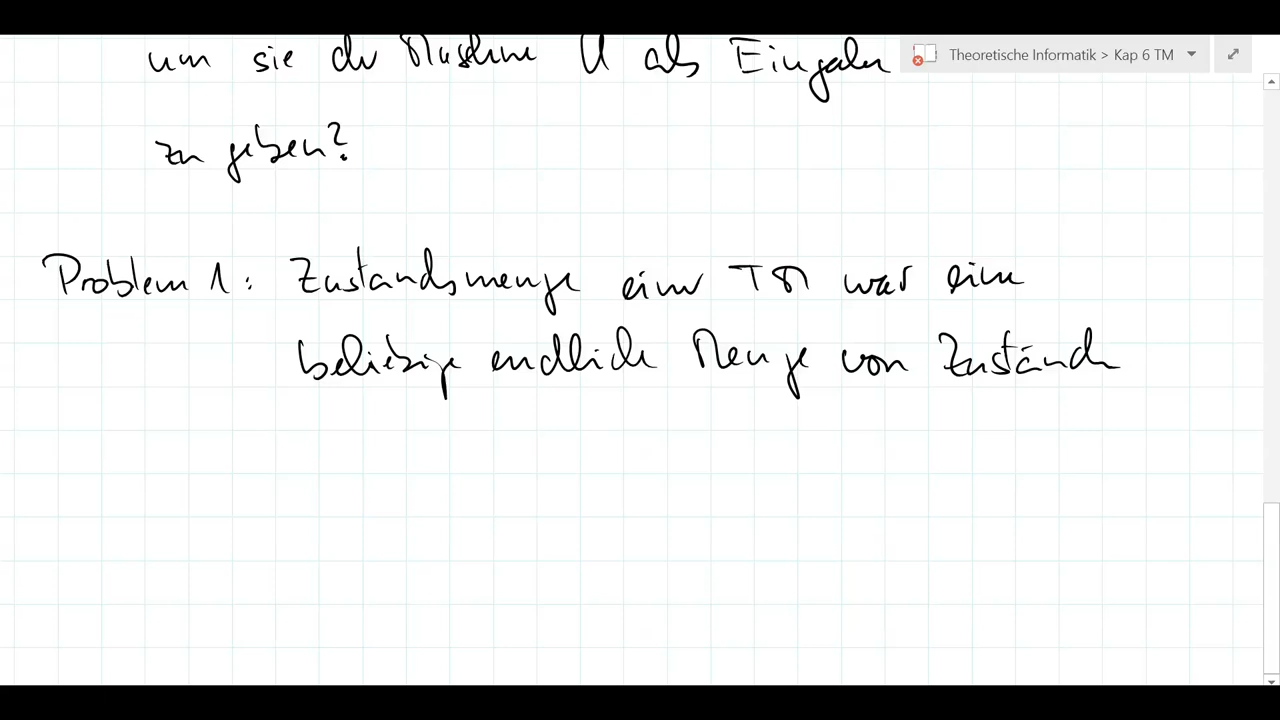 um sie der Maschine U als Eingabe
Theoretische Informatik > Kap 6 TM
zu geben?
Problem 1: Zustandsmenge einer TM war eine
beliebige endliche Menge von Zuständen